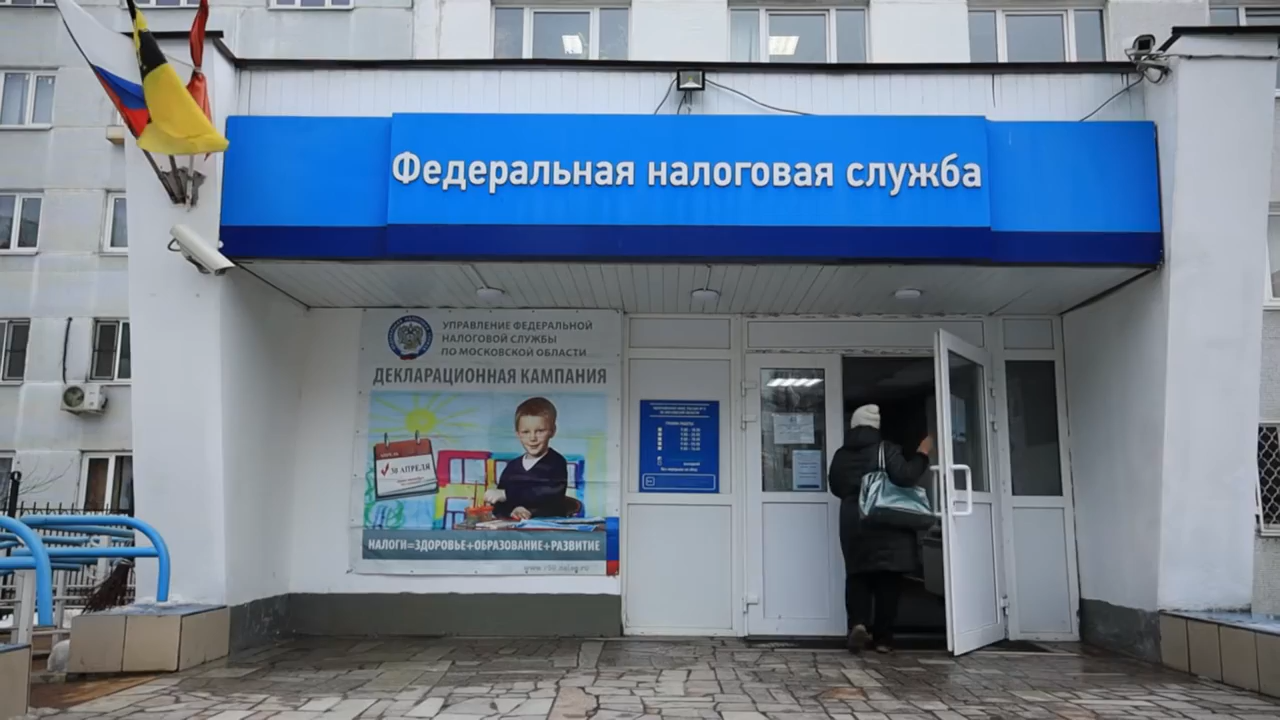 Федеральная налоговая служба
УПРАВЛЕНИЕ ФЕДЕРАЛЬНОЙ
НАЛОГОВОЙ СЛУЖБЫ
ПО МОСКОВСКОЙ ОБЛАСТИ
ДЕКЛАРАЦИОННАЯ КАМПАНИЯ
30 АПРЕЛЯ
НАЛОГИ=ЗДОРОВЬЕ+ОБРАЗОВАНИЕ+РАЗВИТИЕ